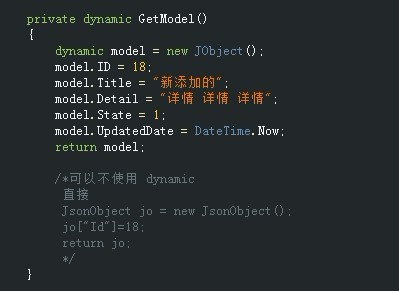 private dynamic GetModel()
{
dynamic model = new JObject();
model.ID = 18;
model.Title = "新添加的";
model.Detail = "详情 详情 详情";
model.State = 1;
model.UpdatedDate = DateTime.Now;
return model;
/*可以不使用 dynamic
直接
JsonObject jo = new JsonObject();
jo["Id"]=18;
return jo;
*/
}